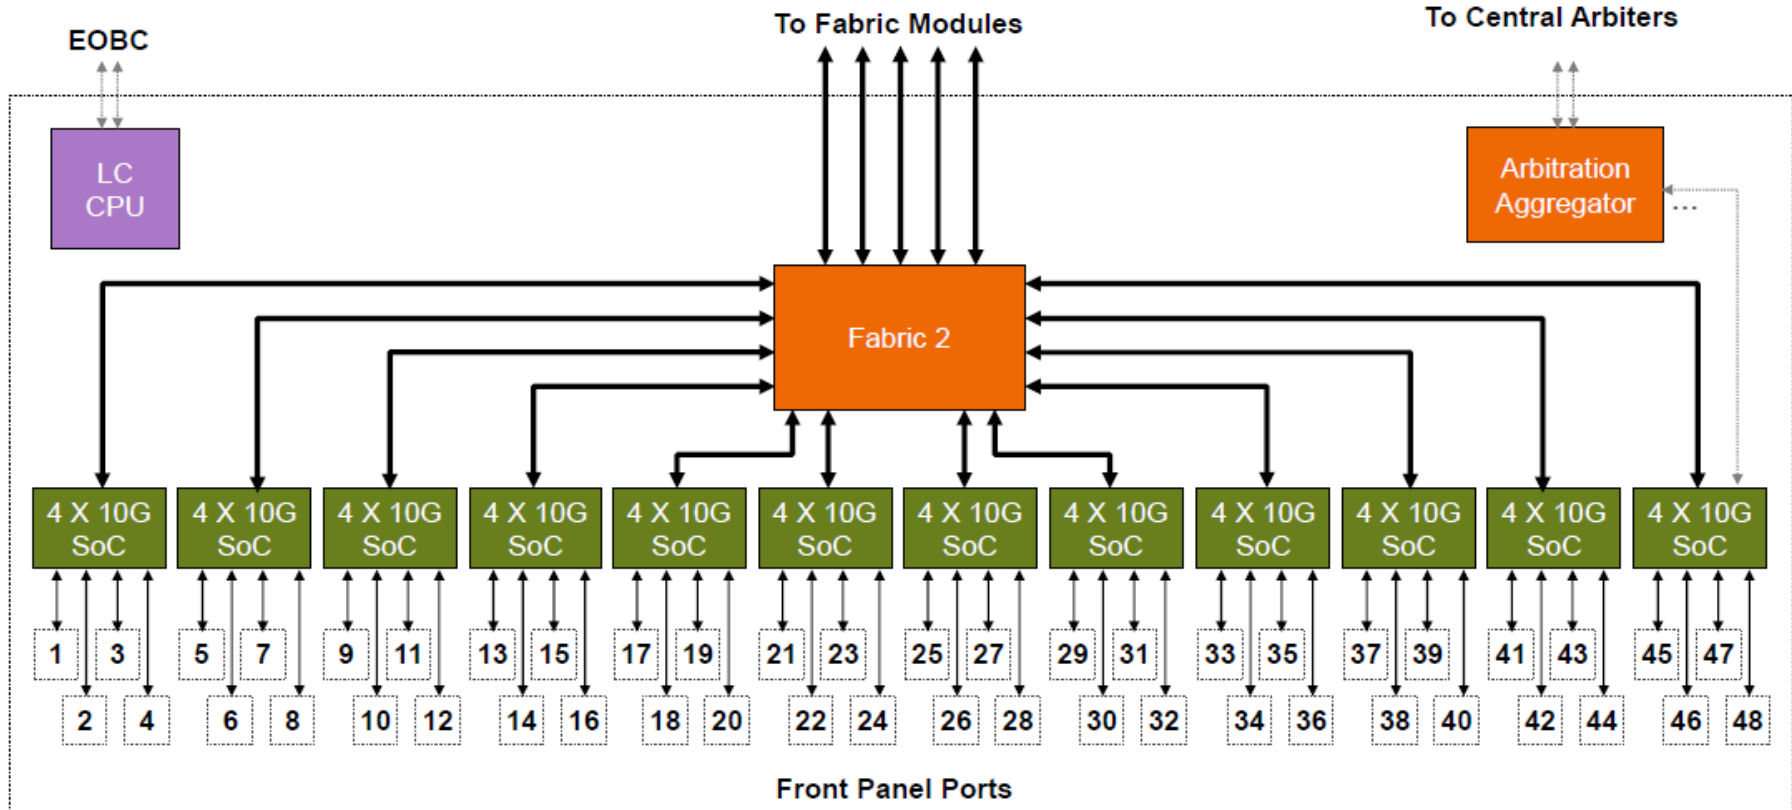 To Fabric Modules
To Central Arbiters
EOBC
LC
CPU
Arbitration
Aggregator
...
Fabric 2
4 X 10G
SoC
4 X 10G
SoC
4 X 10G
SoC
4 X 10G
SoC
4 X 10G
SoC
4 X 10G
SoC
4 X 10G
SoC
4 X 10G
SoC
4 X 10G
SoC
4 X 10G
SoC
4 X 10G
SoC
4 X 10G
SoC
1 3 5 7 9 11 13 15 17 19 21 23 25 27 29 31 33 35 37 39 41 43 45 47
2 4 6 8 10 12 14 16 18 20 22 24 26 28 30 32 34 36 38 40 42 44 46 48
Front Panel Ports